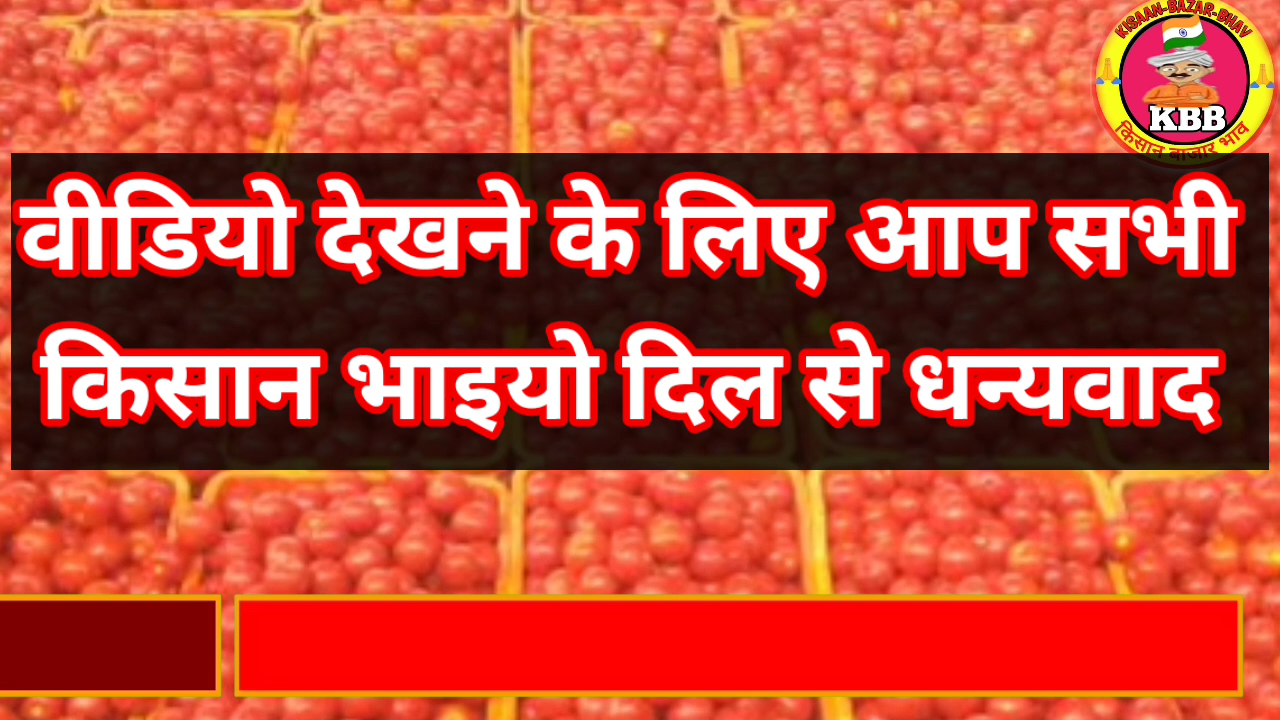 KISAAN-BAZAR-BHAV
KBB
किसान बाजार भाव
वीडियो देखने के लिए आप सभी
किसान भाइयो दिल से धन्यवाद